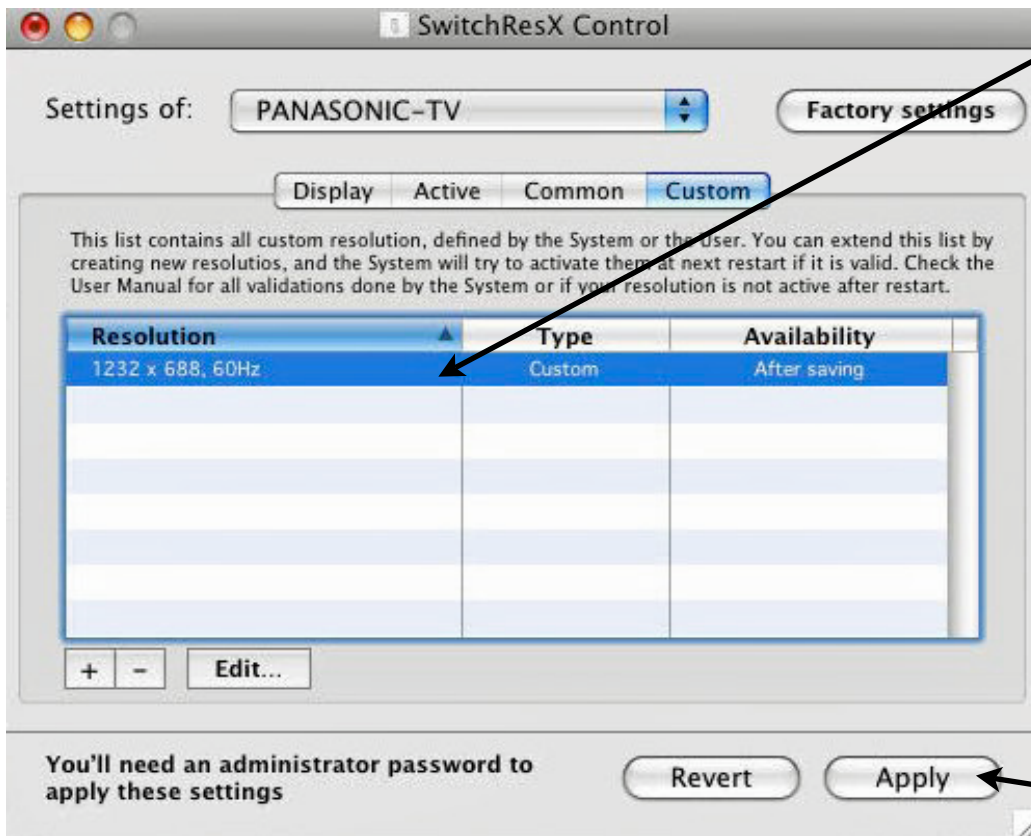 SwitchResX Control
Settings of: PANASONIC-TV Factory settings
Display Active Common Custom
This list contains all custom resolution, defined by the System or the User. You can extend this list by
creating new resolutios, and the System will try to activate them at next restart if it is valid. Check the
User Manual for all validations done by the System or if your resolution is not active after restart.
Resolution Type Availability
1232 x 688, 60Hz Custom After saving
+ - Edit...
You'll need an administrator password to
apply these settings
Revert Apply